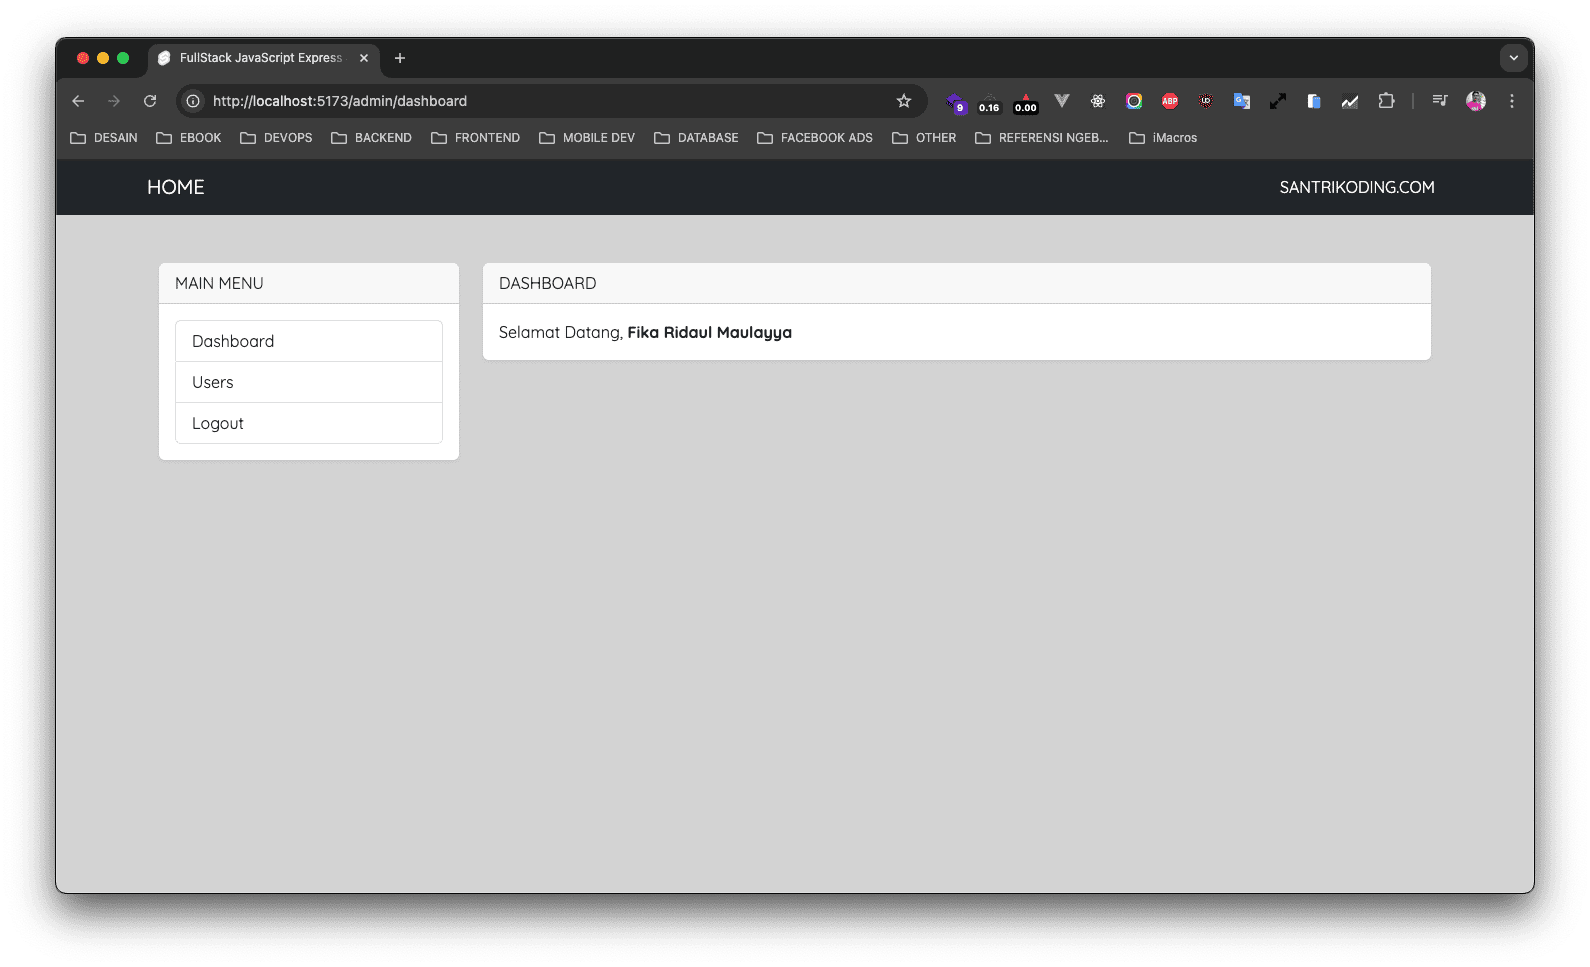 FullStack JavaScript Express
http://localhost:5173/admin/dashboard
9 0.16 0.00 ABP
DESAIN EBOOK DEVOPS BACKEND FRONTEND MOBILE DEV DATABASE FACEBOOK ADS OTHER REFERENSI NGEB... iMacros
HOME SANTRIKODING.COM
MAIN MENU
Dashboard
Users
Logout
DASHBOARD
Selamat Datang, Fika Ridaul Maulayya